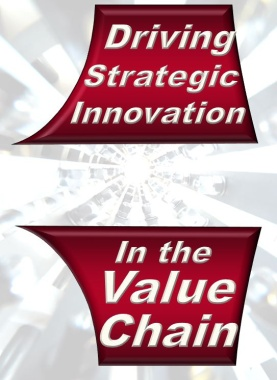 Driving
Strategic
Innovation
In the
Value
Chain